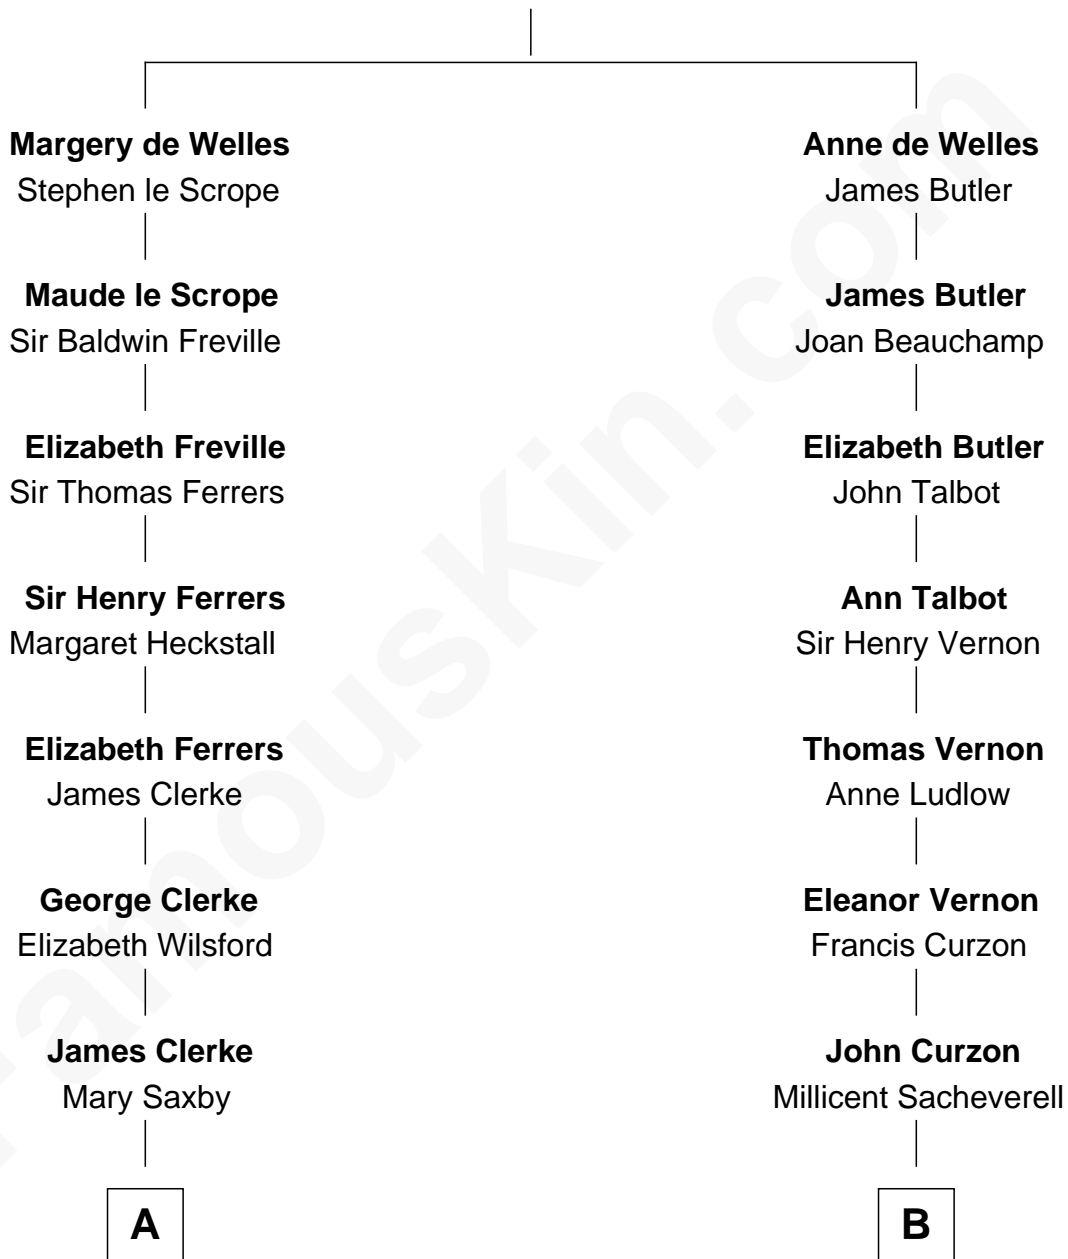 Margery de Welles
Stephen le Scrope
Maude le Scrope
Sir Baldwin Freville
Elizabeth Freville
Sir Thomas Ferrers
Sir Henry Ferrers
Margaret Heckstall
Elizabeth Ferrers
James Clerke
George Clerke
Elizabeth Wilsford
James Clerke
Mary Saxby
A
Anne de Welles
James Butler
James Butler
Joan Beauchamp
Elizabeth Butler
John Talbot
Ann Talbot
Sir Henry Vernon
Thomas Vernon
Anne Ludlow
Eleanor Vernon
Francis Curzon
John Curzon
Millicent Sacheverell
B
FamousKin.com